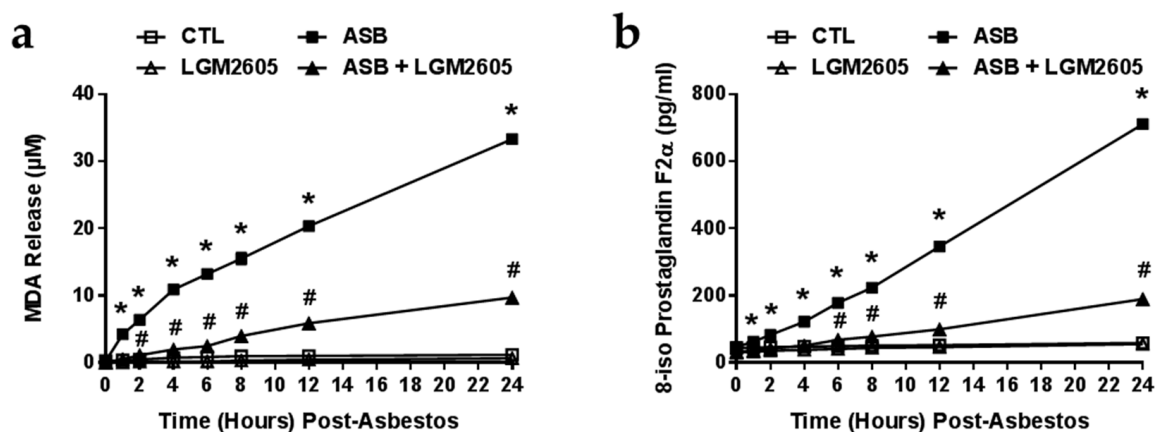 a
CTL ASB
LGM2605 ASB + LGM2605
MDA Release (µM)
40
30
20
10
0
* * * * * * * *
# # # # # #
0 2 4 6 8 10 12 14 16 18 20 22 24
Time (Hours) Post-Asbestos
b
CTL ASB
LGM2605 ASB + LGM2605
8-iso Prostaglandin F2α (pg/ml)
800
600
400
200
0
* * * * * * *
# # # #
0 2 4 6 8 10 12 14 16 18 20 22 24
Time (Hours) Post-Asbestos